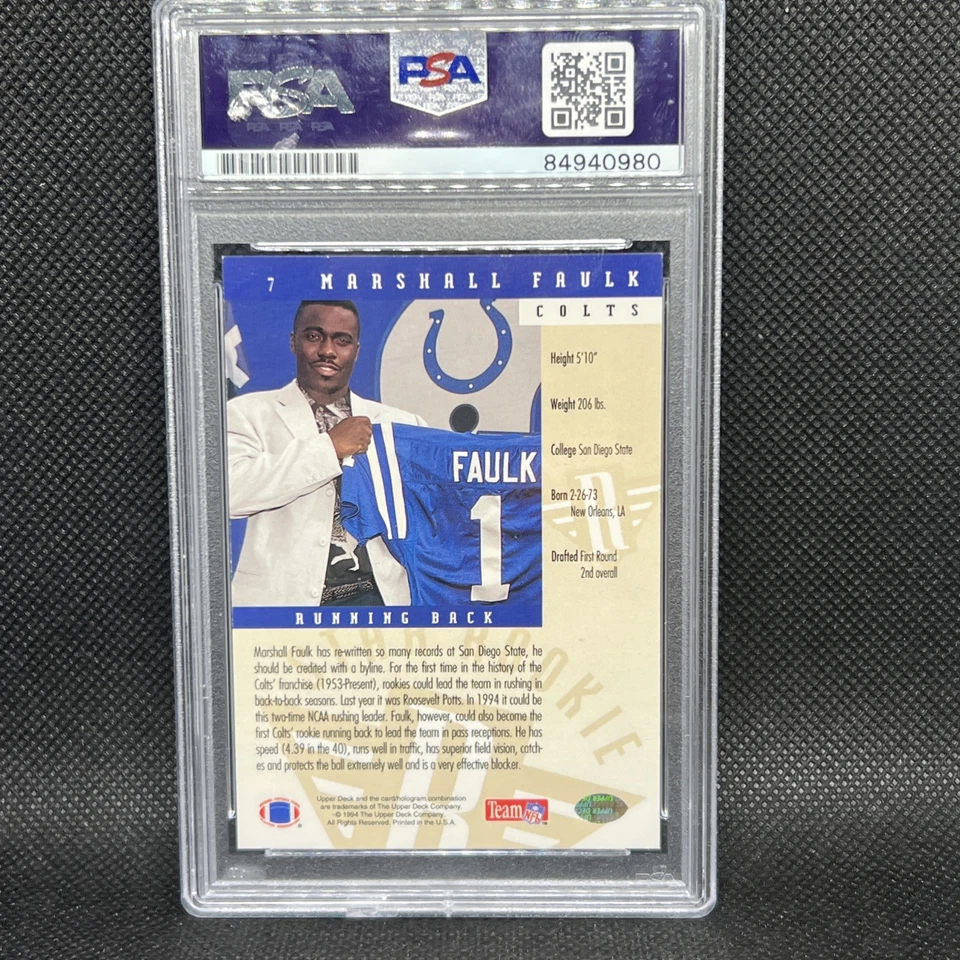 PSA
PSA
PSA PSA PSA
84940980
7 MARSHALL FAULK
COLTS
Height 5'10"
Weight 206 lbs.
College San Diego State
Born 2-26-73
New Orleans, LA
Drafted First Round
2nd overall
FAULK
1
RUNNING BACK
THE ROOKIE
Marshall Faulk has re-written so many records at San Diego State, he
should be credited with a byline. For the first time in the history of the
Colts' franchise (1953-Present), rookies could lead the team in rushing in
back-to-back seasons. Last year it was Roosevelt Potts. In 1994 it could be
this two-time NCAA rushing leader. Faulk, however, could also become the
first Colts' rookie running back to lead the team in pass receptions. He has
speed (4.39 in the 40), runs well in traffic, has superior field vision, catch-
es and protects the ball extremely well and is a very effective blocker.
Upper Deck and the card/hologram combination
are trademarks of The Upper Deck Company.
© 1994 The Upper Deck Company.
All Rights Reserved. Printed in the U.S.A.
Team NFL
PSA